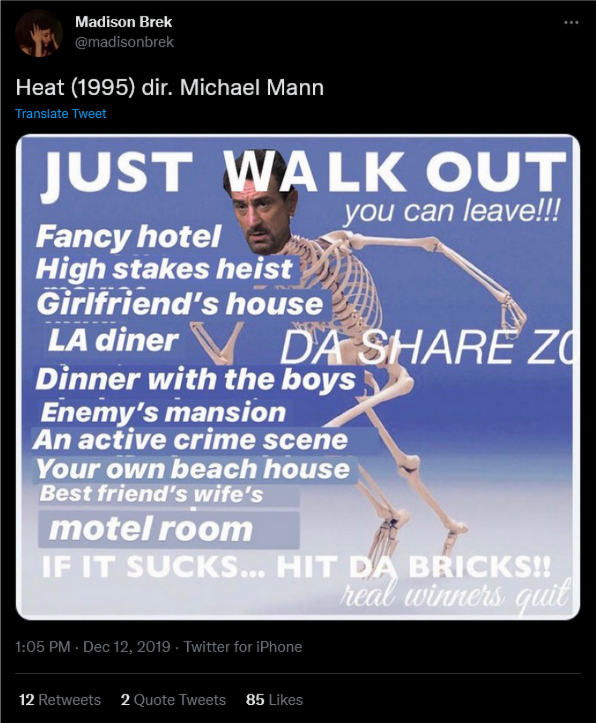 Madison Brek
@madisonbrek
Heat (1995) dir. Michael Mann
Translate Tweet
JUST WALK OUT
you can leave!!!
Fancy hotel
High stakes heist
Girlfriend's house
LA diner
DA SHARE ZO
Dinner with the boys
Enemy's mansion
An active crime scene
Your own beach house
Best friend's wife's
motel room
IF IT SUCKS... HIT DA BRICKS!!
real winners quit
1:05 PM · Dec 12, 2019 · Twitter for iPhone
12 Retweets 2 Quote Tweets 85 Likes